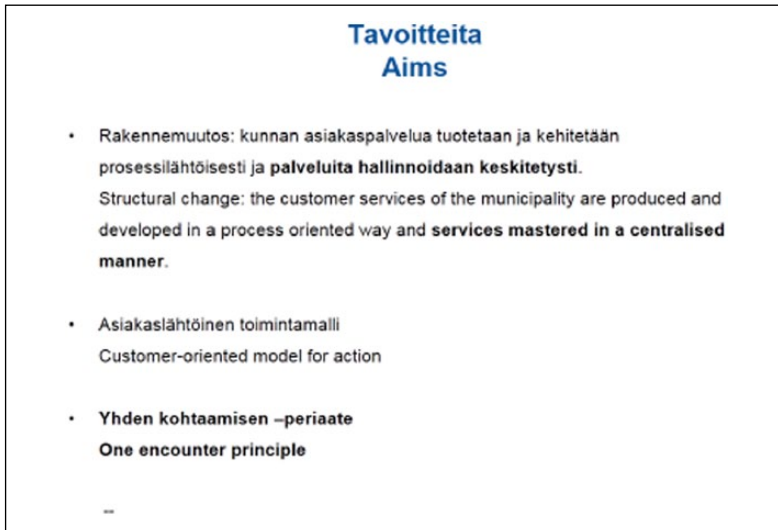 Tavoitteita
Aims
• Rakennemuutos: kunnan asiakaspalvelua tuotetaan ja kehitetään
prosessilähtöisesti ja palveluita hallinnoidaan keskitetysti.
Structural change: the customer services of the municipality are produced and
developed in a process oriented way and services mastered in a centralised
manner.
• Asiakaslähtöinen toimintamalli
Customer-oriented model for action
• Yhden kohtaamisen –periaate
One encounter principle
--